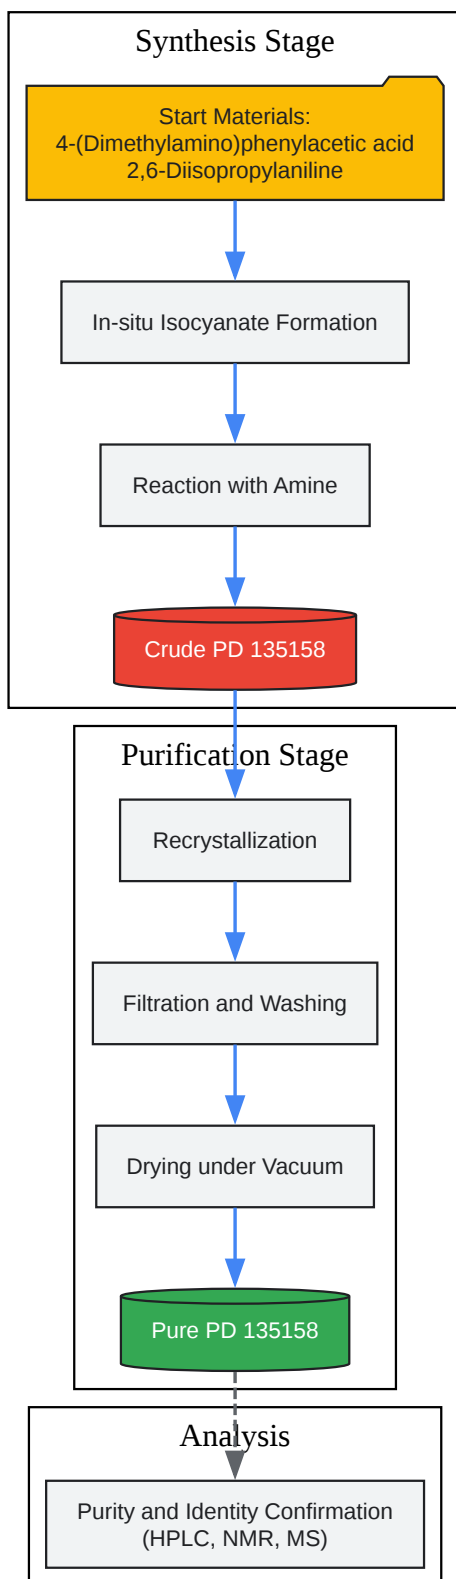 Synthesis Stage
Start Materials:
4-(Dimethylamino)phenylacetic acid
2,6-Diisopropylaniline
In-situ Isocyanate Formation
Reaction with Amine
Crude PD 135158
Purification Stage
Recrystallization
Filtration and Washing
Drying under Vacuum
Pure PD 135158
Analysis
Purity and Identity Confirmation
(HPLC, NMR, MS)